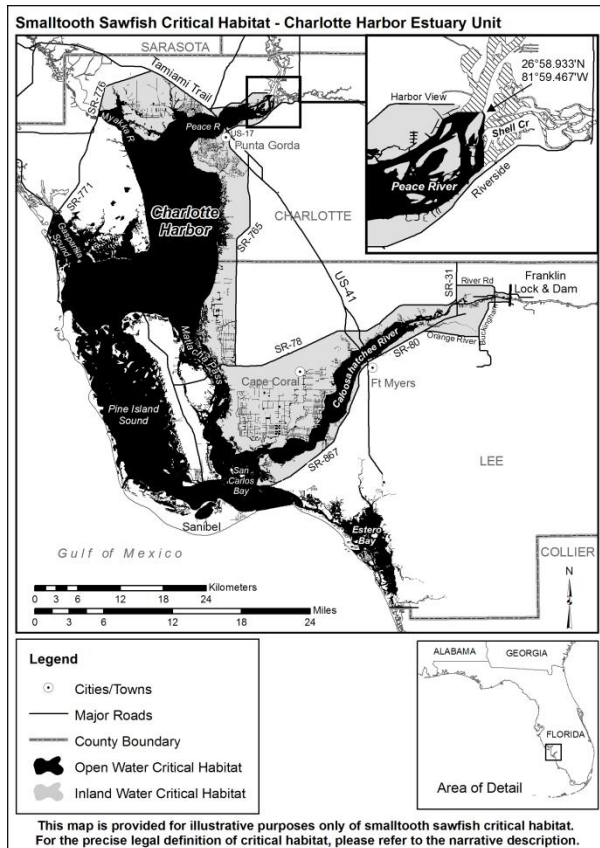 Smalltooth Sawfish Critical Habitat - Charlotte Harbor Estuary Unit
SARASOTA
Tamiami Trail
SR-776
Myakka R
Peace R
US-17
Punta Gorda
SR-771
Charlotte
Harbor
CHARLOTTE
SR-765
Gasparilla
Sound
US-41
26°58.933'N
81°59.467'W
Harbor View
Shell Cr
Peace River
Riverside
SR-31
River Rd
Franklin
Lock & Dam
Buckingham
Orange River
SR-80
SR-78
Caloosahatchee River
Matlacha Pass
Cape Coral
Ft Myers
Pine Island
Sound
SR-867
LEE
San
Carlos
Bay
Sanibel
Estero
Bay
Gulf of Mexico
COLLIER
N
Kilometers
0 3 6 12 18 24
Miles
0 3 6 12 18 24
Legend
Cities/Towns
Major Roads
County Boundary
Open Water Critical Habitat
Inland Water Critical Habitat
ALABAMA
GEORGIA
FLORIDA
Area of Detail
This map is provided for illustrative purposes only of smalltooth sawfish critical habitat.
For the precise legal definition of critical habitat, please refer to the narrative description.